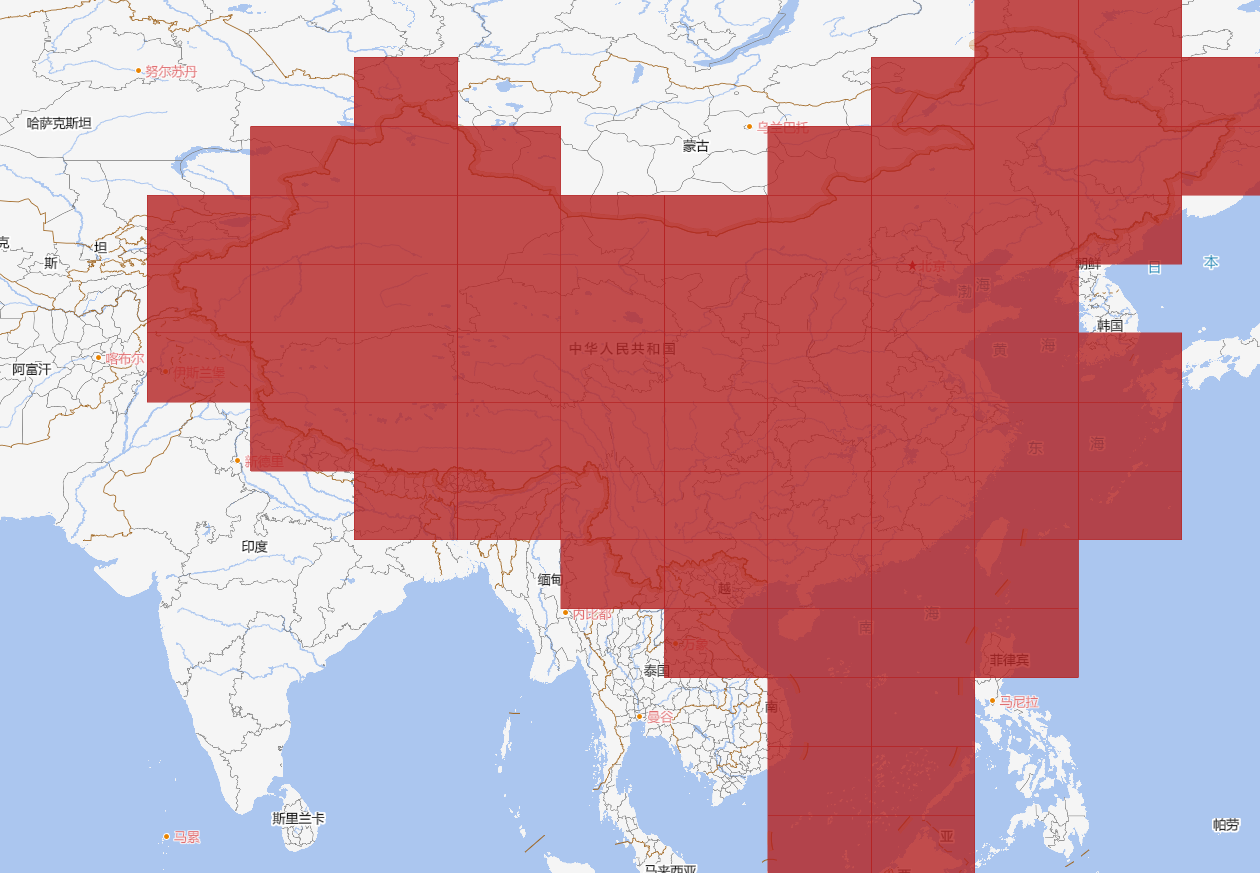 努尔苏丹
哈萨克斯坦
乌兰巴托
蒙古
克
斯
坦
北京
朝鲜
日
本
渤
海
韩国
中华人民共和国
黄
海
喀布尔
阿富汗
伊斯兰堡
东
海
新德里
印度
缅甸
越
内比都
南
海
万象
泰国
菲律宾
马尼拉
南
曼谷
斯里兰卡
马累
亚
帕劳
马来西亚
西